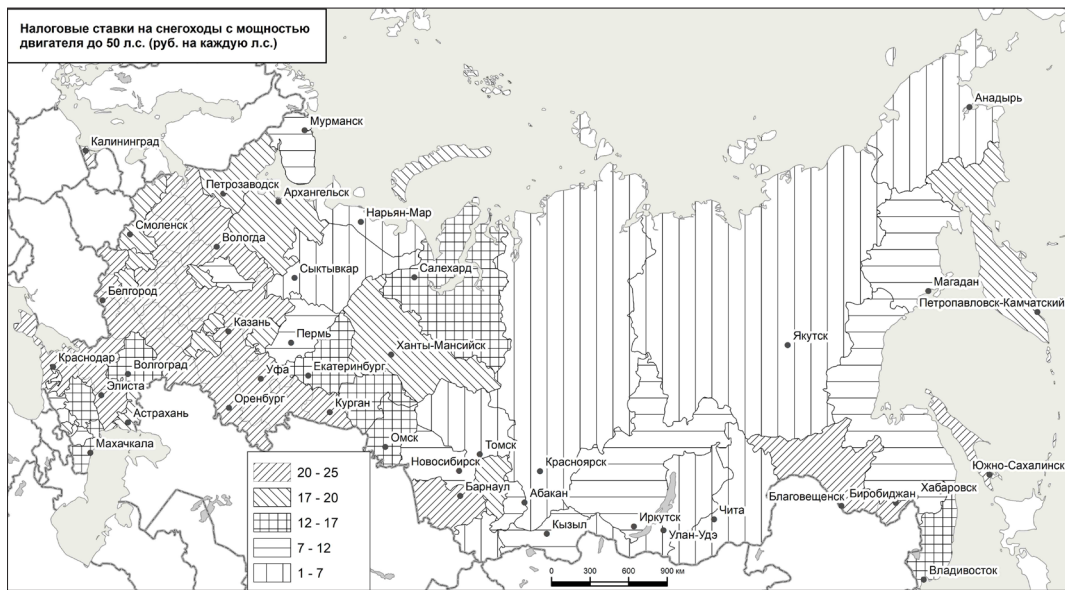 Налоговые ставки на снегоходы с мощностью
двигателя до 50 л.с. (руб. на каждую л.с.)
Анадырь
Мурманск
Калининград
Петрозаводск
Архангельск
Нарьян-Мар
Смоленск
Вологда
Сыктывкар
Салехард
Магадан
Белгород
Петропавловск-Камчатский
Казань
Пермь
Якутск
Ханты-Мансийск
Краснодар
Волгоград
Екатеринбург
Уфа
Элиста
Оренбург
Курган
Астрахань
Махачкала
Омск
Томск
Новосибирск
Красноярск
Южно-Сахалинск
Барнаул
Абакан
Благовещенск
Биробиджан
Хабаровск
Кызыл
Иркутск
Чита
Улан-Удэ
Владивосток
20 - 25
17 - 20
12 - 17
7 - 12
1 - 7
0 300 600 900 км